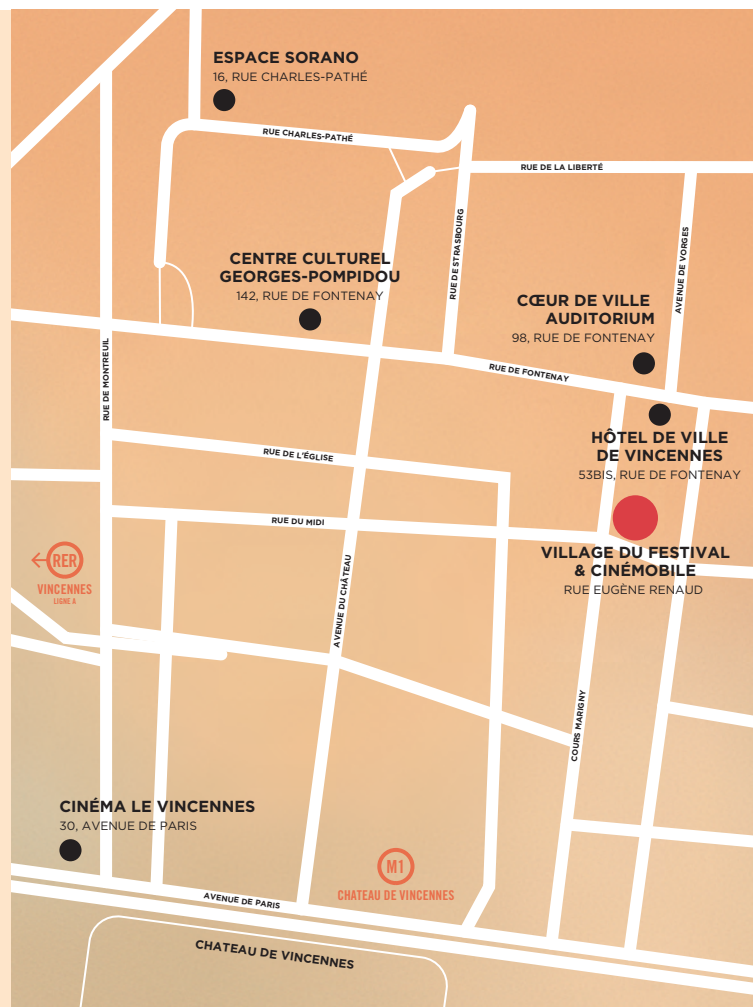 ESPACE SORANO
16, RUE CHARLES-PATHÉ
RUE CHARLES-PATHÉ
RUE DE LA LIBERTÉ
RUE DE STRASBOURG
AVENUE DE VORGES
CENTRE CULTUREL
GEORGES-POMPIDOU
142, RUE DE FONTENAY
CŒUR DE VILLE
AUDITORIUM
98, RUE DE FONTENAY
RUE DE MONTREUIL
RUE DE FONTENAY
HÔTEL DE VILLE
DE VINCENNES
53BIS, RUE DE FONTENAY
RUE DE L'ÉGLISE
RUE DU MIDI
RER
VINCENNES
LIGNE A
VILLAGE DU FESTIVAL
& CINÉMOBILE
RUE EUGÈNE RENAUD
AVENUE DU CHÂTEAU
COURS MARIGNY
CINÉMA LE VINCENNES
30, AVENUE DE PARIS
M1
CHATEAU DE VINCENNES
AVENUE DE PARIS
CHATEAU DE VINCENNES